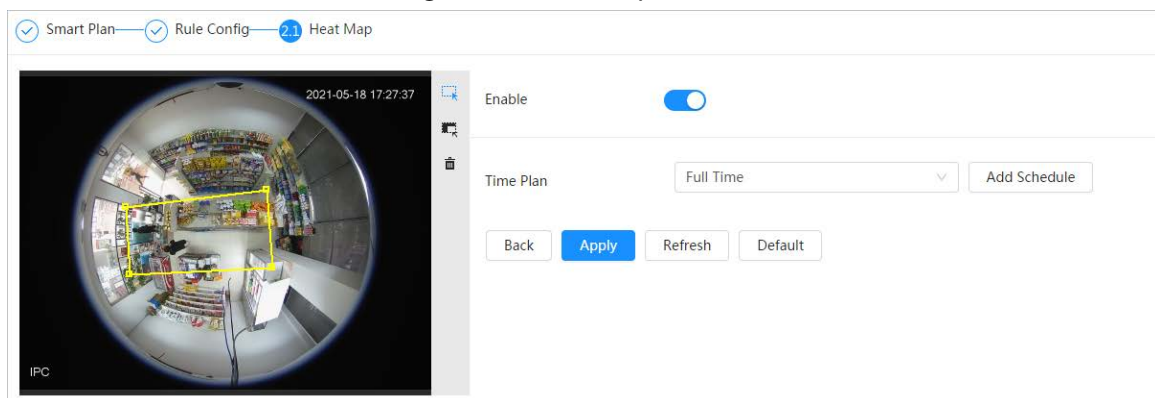 Smart Plan Rule Config 2.1 Heat Map
2021-05-18 17:27:37
Enable
Time Plan Full Time Add Schedule
Back Apply Refresh Default
IPC